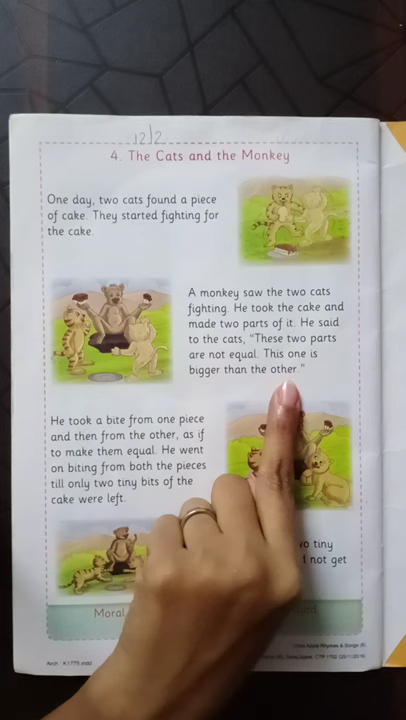 12/2
4. The Cats and the Monkey
One day, two cats found a piece
of cake. They started fighting for
the cake.
A monkey saw the two cats
fighting. He took the cake and
made two parts of it. He said
to the cats, "These two parts
are not equal. This one is
bigger than the other."
He took a bite from one piece
and then from the other, as if
to make them equal. He went
on biting from both the pieces
till only two tiny bits of the
cake were left.
tiny
not get
Moral
Rhymes & Songs
Arch : K1775.indd